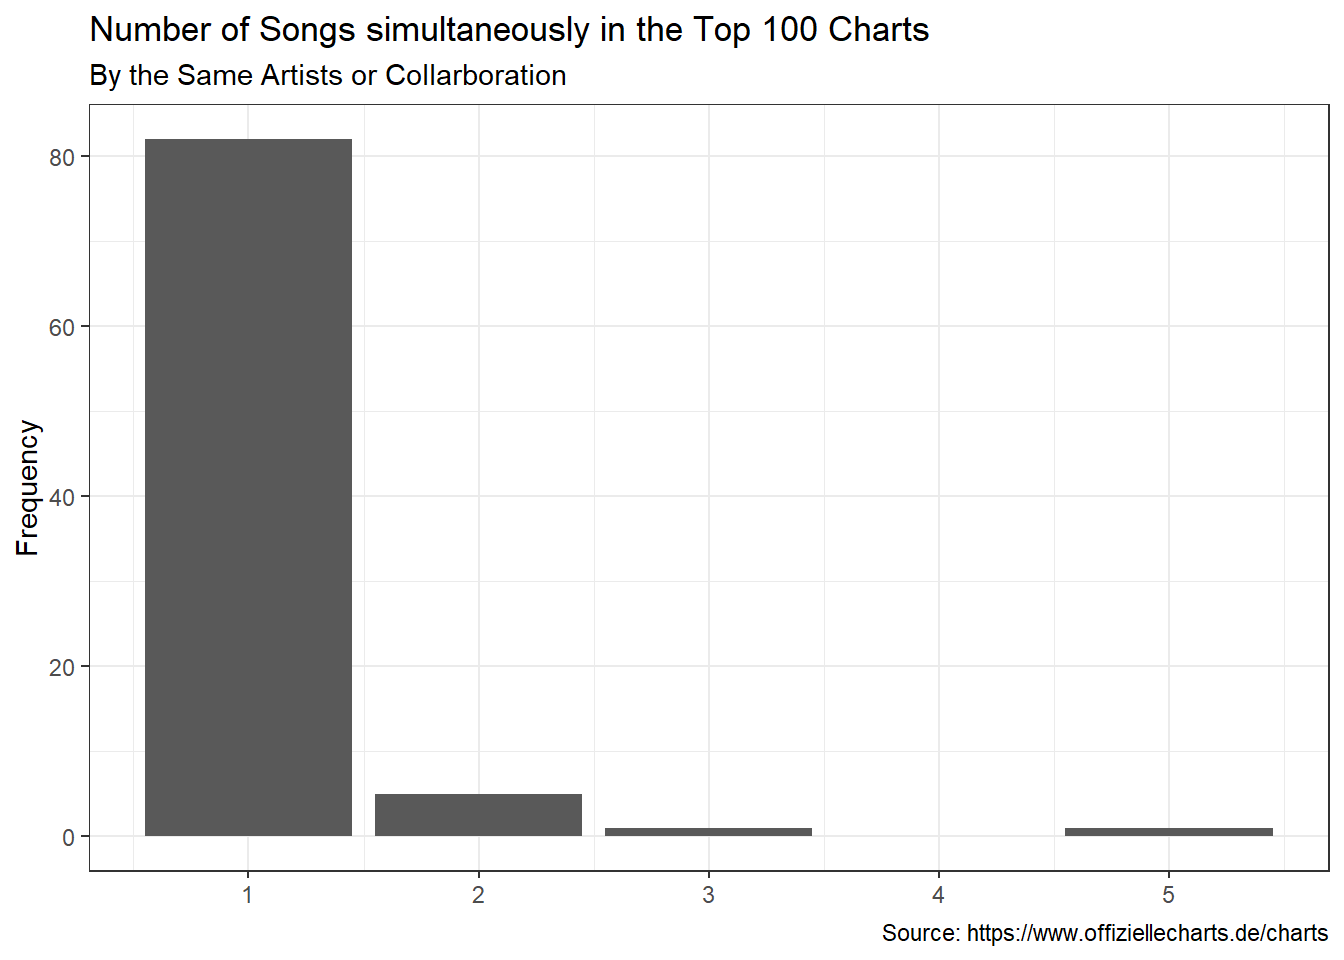 Number of Songs simultaneously in the Top 100 Charts
By the Same Artists or Collarboration
Frequency
80
60
40
20
0
1 2 3 4 5
Source: https://www.offiziellecharts.de/charts